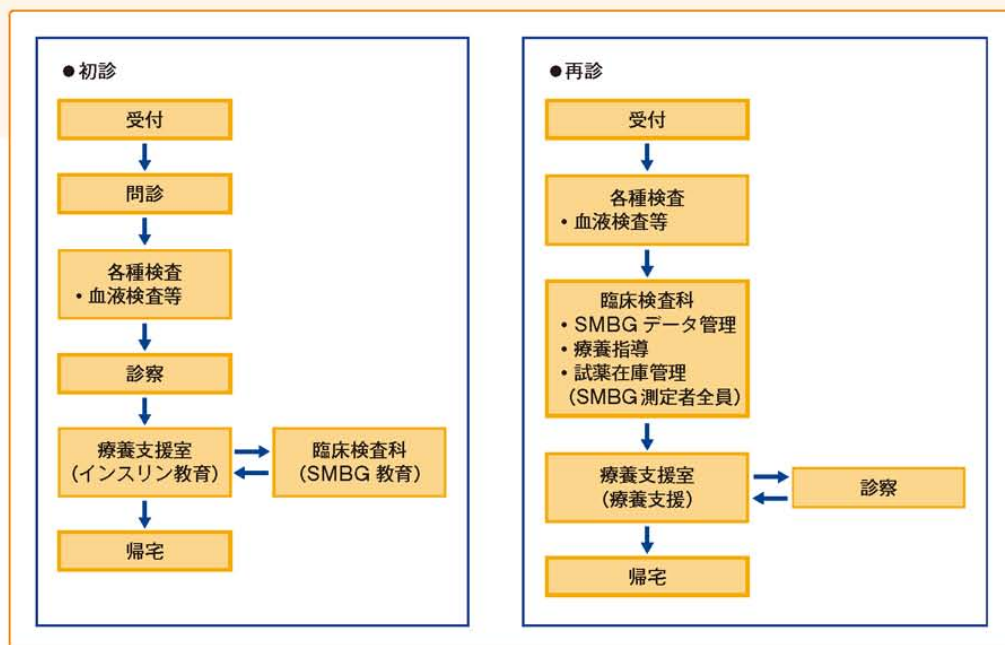 ●初診
受付
問診
各種検査
・血液検査等
診察
療養支援室
(インスリン教育)
臨床検査科
(SMBG 教育)
帰宅
●再診
受付
各種検査
・血液検査等
臨床検査科
・SMBG データ管理
・療養指導
・試薬在庫管理
(SMBG 測定者全員)
療養支援室
(療養支援)
診察
帰宅